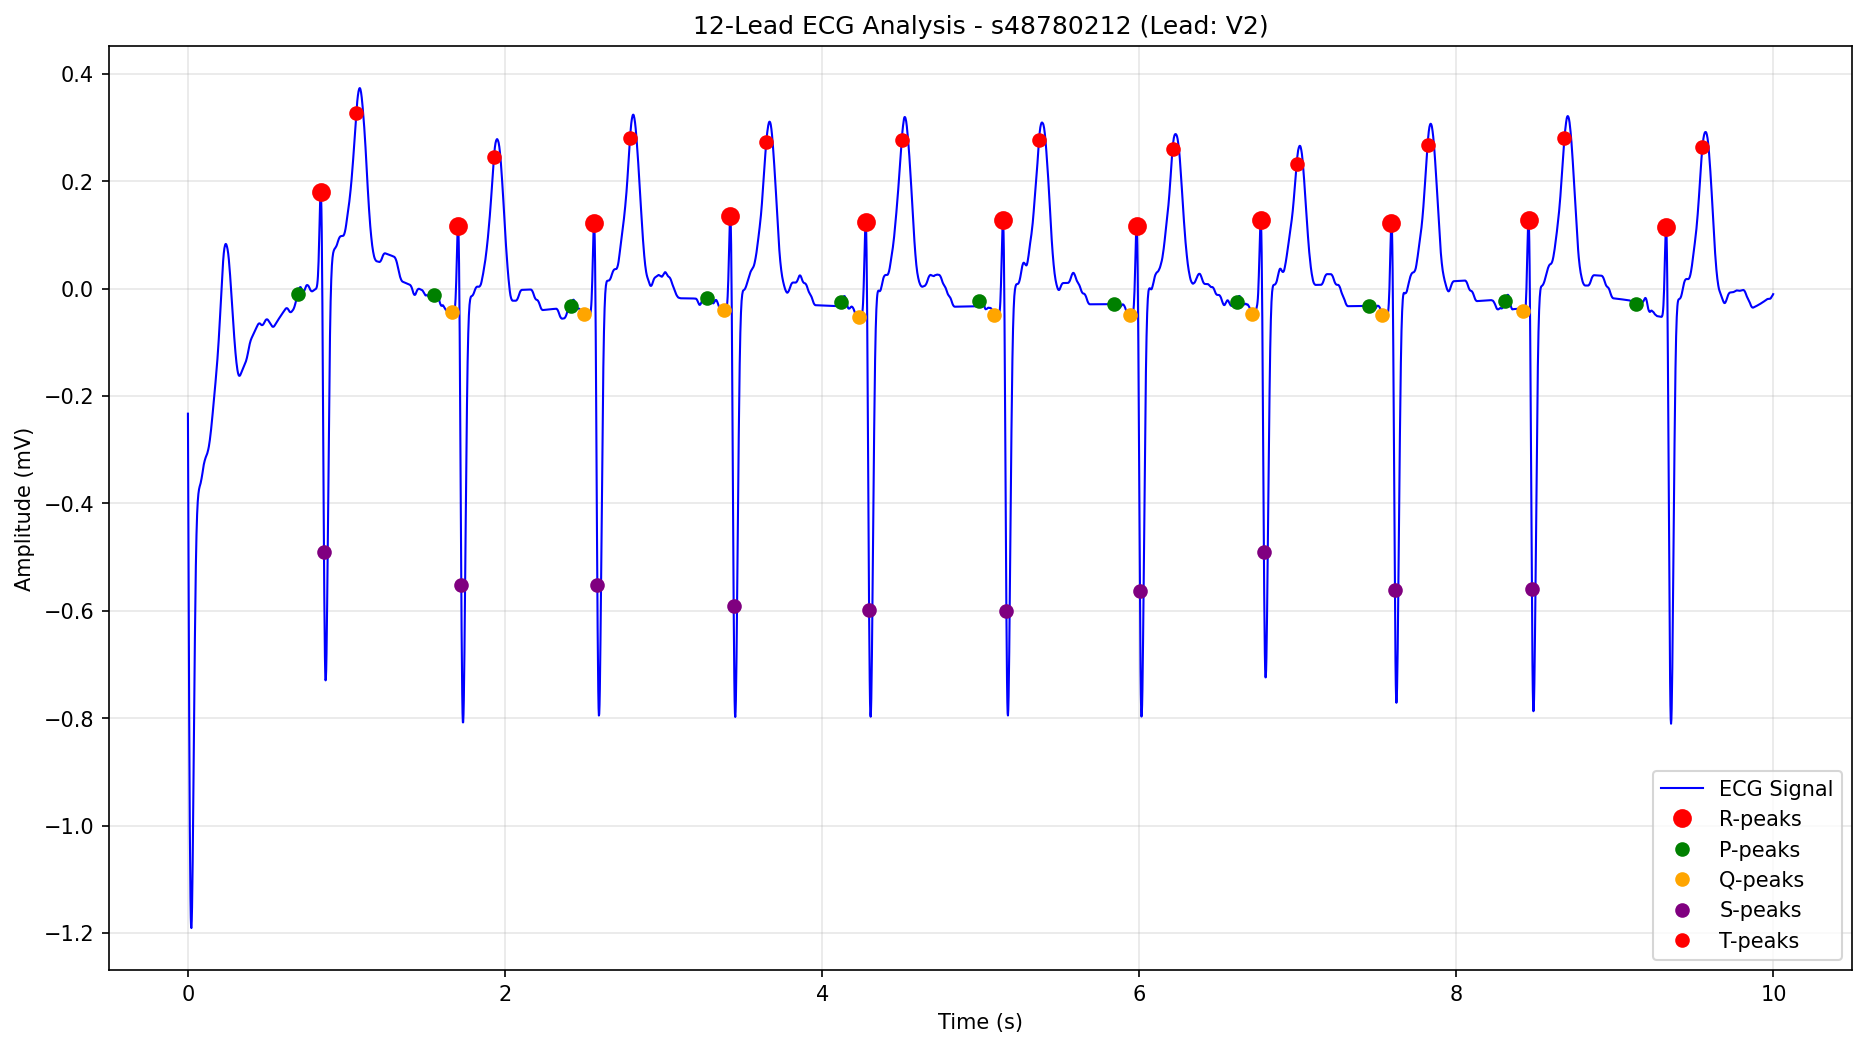 12-Lead ECG Analysis - s48780212 (Lead: V2)
Amplitude (mV)
0.4
0.2
0.0
−0.2
−0.4
−0.6
−0.8
−1.0
−1.2
0 2 4 6 8 10
Time (s)
ECG Signal
R-peaks
P-peaks
Q-peaks
S-peaks
T-peaks